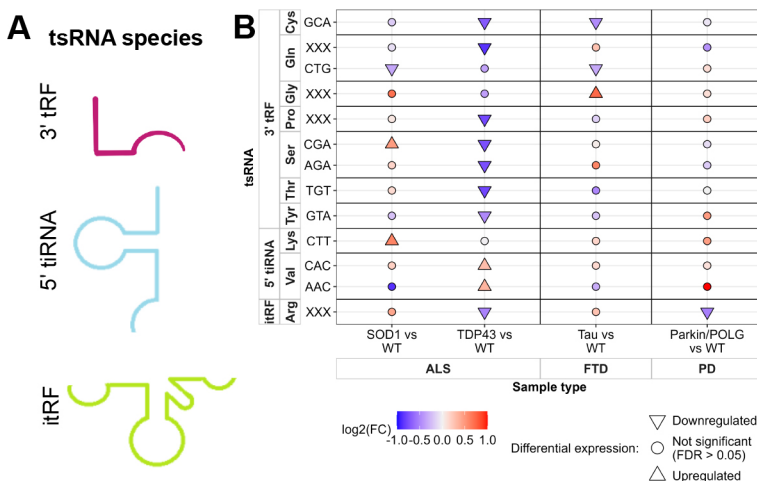 A
tsRNA species
3' tRF
5' tiRNA
itRF
B
tsRNA
3' tRF
5' tiRNA
itRF
Cys
Gln
Gly
Pro
Ser
Thr
Tyr
Lys
Val
Arg
GCA
XXX
CTG
XXX
XXX
CGA
AGA
TGT
GTA
CTT
CAC
AAC
XXX
SOD1 vs
WT
TDP43 vs
WT
Tau vs
WT
Parkin/POLG
vs WT
ALS
FTD
PD
Sample type
log2(FC)
-1.0 -0.5 0.0 0.5 1.0
Differential expression:
Downregulated
Not significant
(FDR > 0.05)
Upregulated